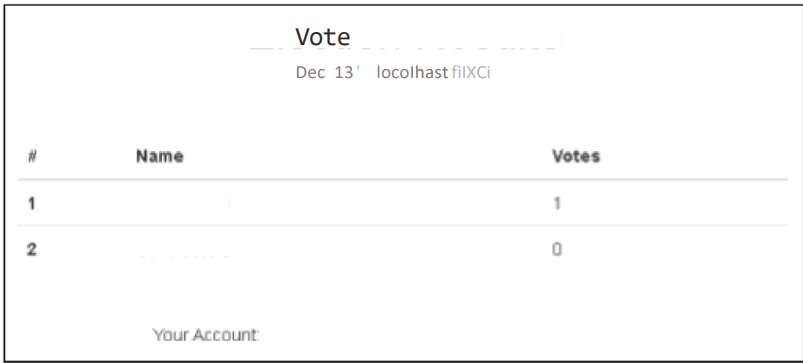 Vote
Dec 13' locolhast filXCi
# Name Votes
1 1
2 0
Your Account: